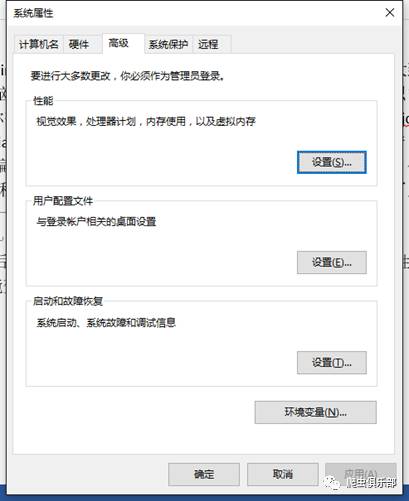 系统属性
计算机名 硬件 高级 系统保护 远程
要进行大多数更改，你必须作为管理员登录。
性能
视觉效果，处理器计划，内存使用，以及虚拟内存
设置(S)...
用户配置文件
与登录帐户相关的桌面设置
设置(E)...
启动和故障恢复
系统启动、系统故障和调试信息
设置(T)...
环境变量(N)...
确定 取消 应用(A)
爬虫俱乐部